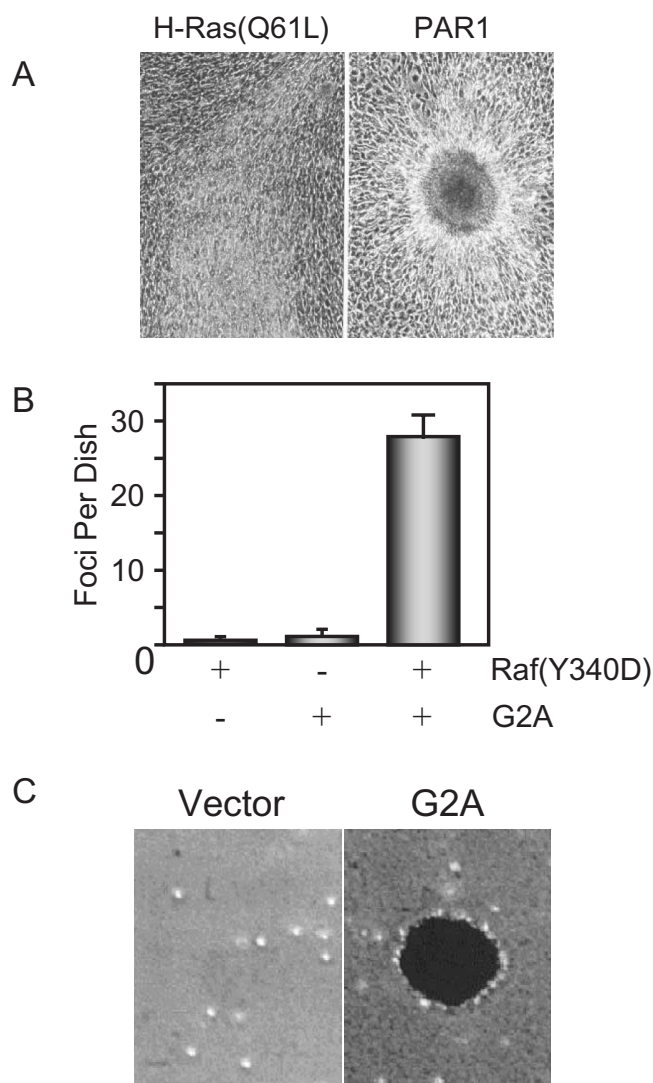 H-Ras(Q61L) PAR1
A
B
Foci Per Dish
30
20
10
0
+ - + Raf(Y340D)
- + + G2A
C
Vector G2A